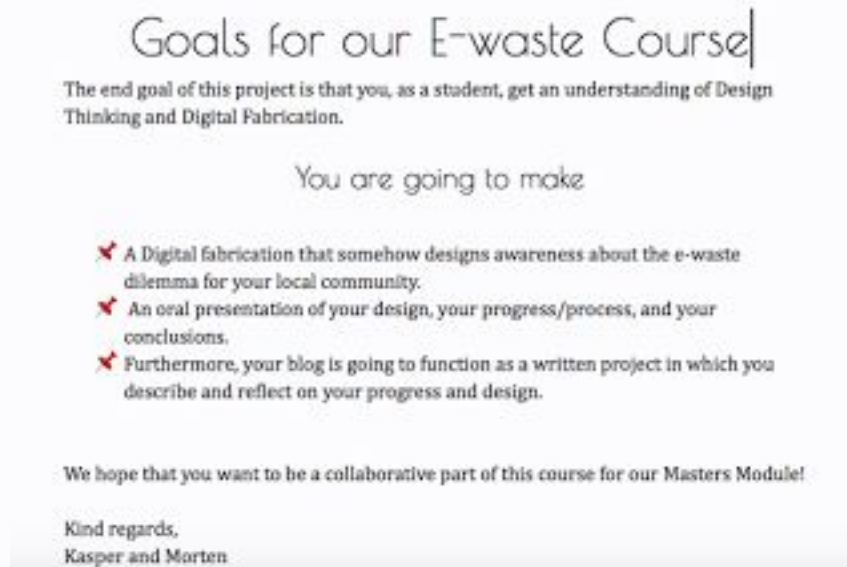 Goals for our E-waste Course
The end goal of this project is that you, as a student, get an understanding of Design
Thinking and Digital Fabrication.
You are going to make
A Digital fabrication that somehow designs awareness about the e-waste
dilemma for your local community.
An oral presentation of your design, your progress/process, and your
conclusions.
Furthermore, your blog is going to function as a written project in which you
describe and reflect on your progress and design.
We hope that you want to be a collaborative part of this course for our Masters Module!
Kind regards,
Kasper and Morten